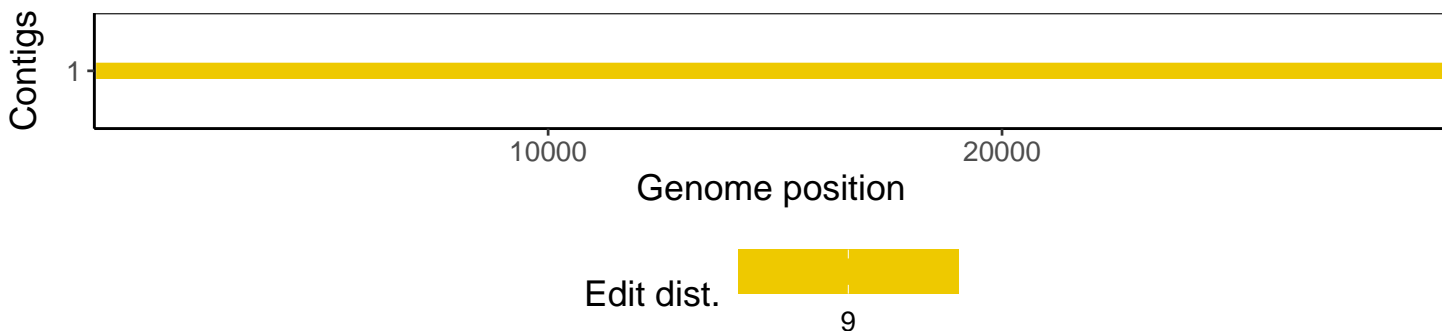 Contigs
1
10000 20000
Genome position
Edit dist.
9